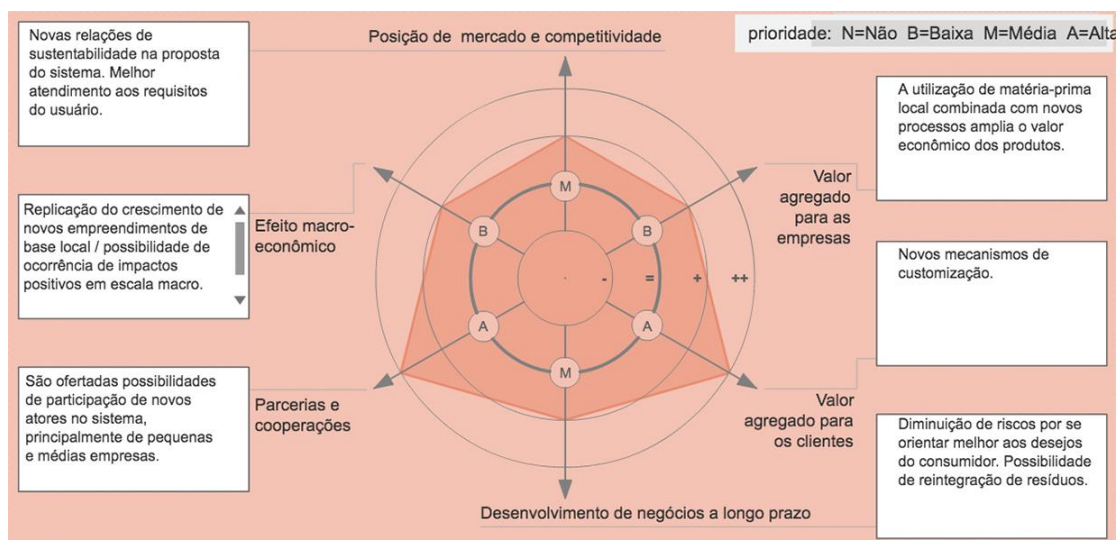 Novas relações de
sustentabilidade na proposta
do sistema. Melhor
atendimento aos requisitos
do usuário.
Posição de mercado e competitividade
prioridade: N=Não B=Baixa M=Média A=Alta
A utilização de matéria-prima
local combinada com novos
processos amplia o valor
econômico dos produtos.
Valor
agregado
para as
empresas
Replicação do crescimento de
novos empreendimentos de
base local / possibilidade de
ocorrência de impactos
positivos em escala macro.
Efeito macro-
econômico
M
B
B
- = + ++
A
A
M
Novos mecanismos de
customização.
São ofertadas possibilidades
de participação de novos
atores no sistema,
principalmente de pequenas
e médias empresas.
Parcerias e
cooperações
Valor
agregado para
os clientes
Diminuição de riscos por se
orientar melhor aos desejos
do consumidor. Possibilidade
de reintegração de resíduos.
Desenvolvimento de negócios a longo prazo